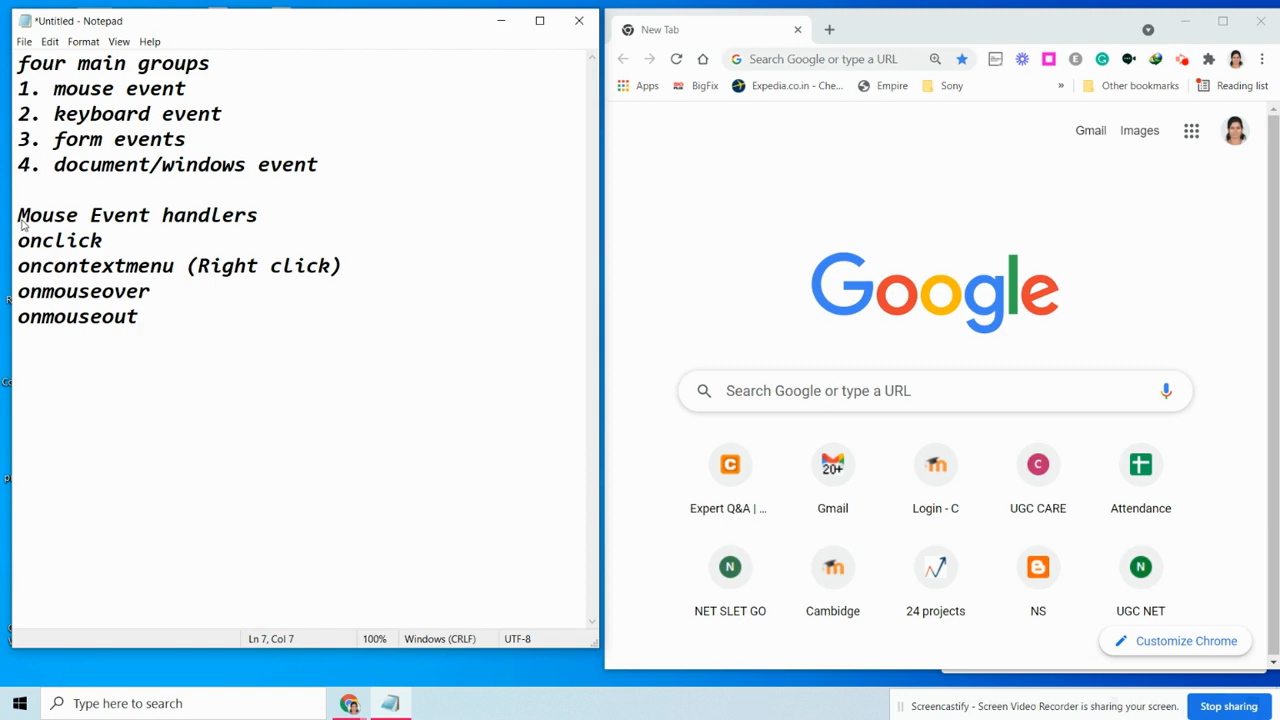 *Untitled - Notepad
File Edit Format View Help
four main groups
1. mouse event
2. keyboard event
3. form events
4. document/windows event
Mouse Event handlers
onclick
oncontextmenu (Right click)
onmouseover
onmouseout
Ln 7, Col 7 100% Windows (CRLF) UTF-8
New Tab
Search Google or type a URL
Apps BigFix Expedia.co.in - Che... Empire Sony » Other bookmarks Reading list
Gmail Images
Google
Search Google or type a URL
Expert Q&A | ... Gmail Login - C UGC CARE Attendance
NET SLET GO Cambidge 24 projects NS UGC NET
Customize Chrome
Type here to search
Screencastify - Screen Video Recorder is sharing your screen. Stop sharing